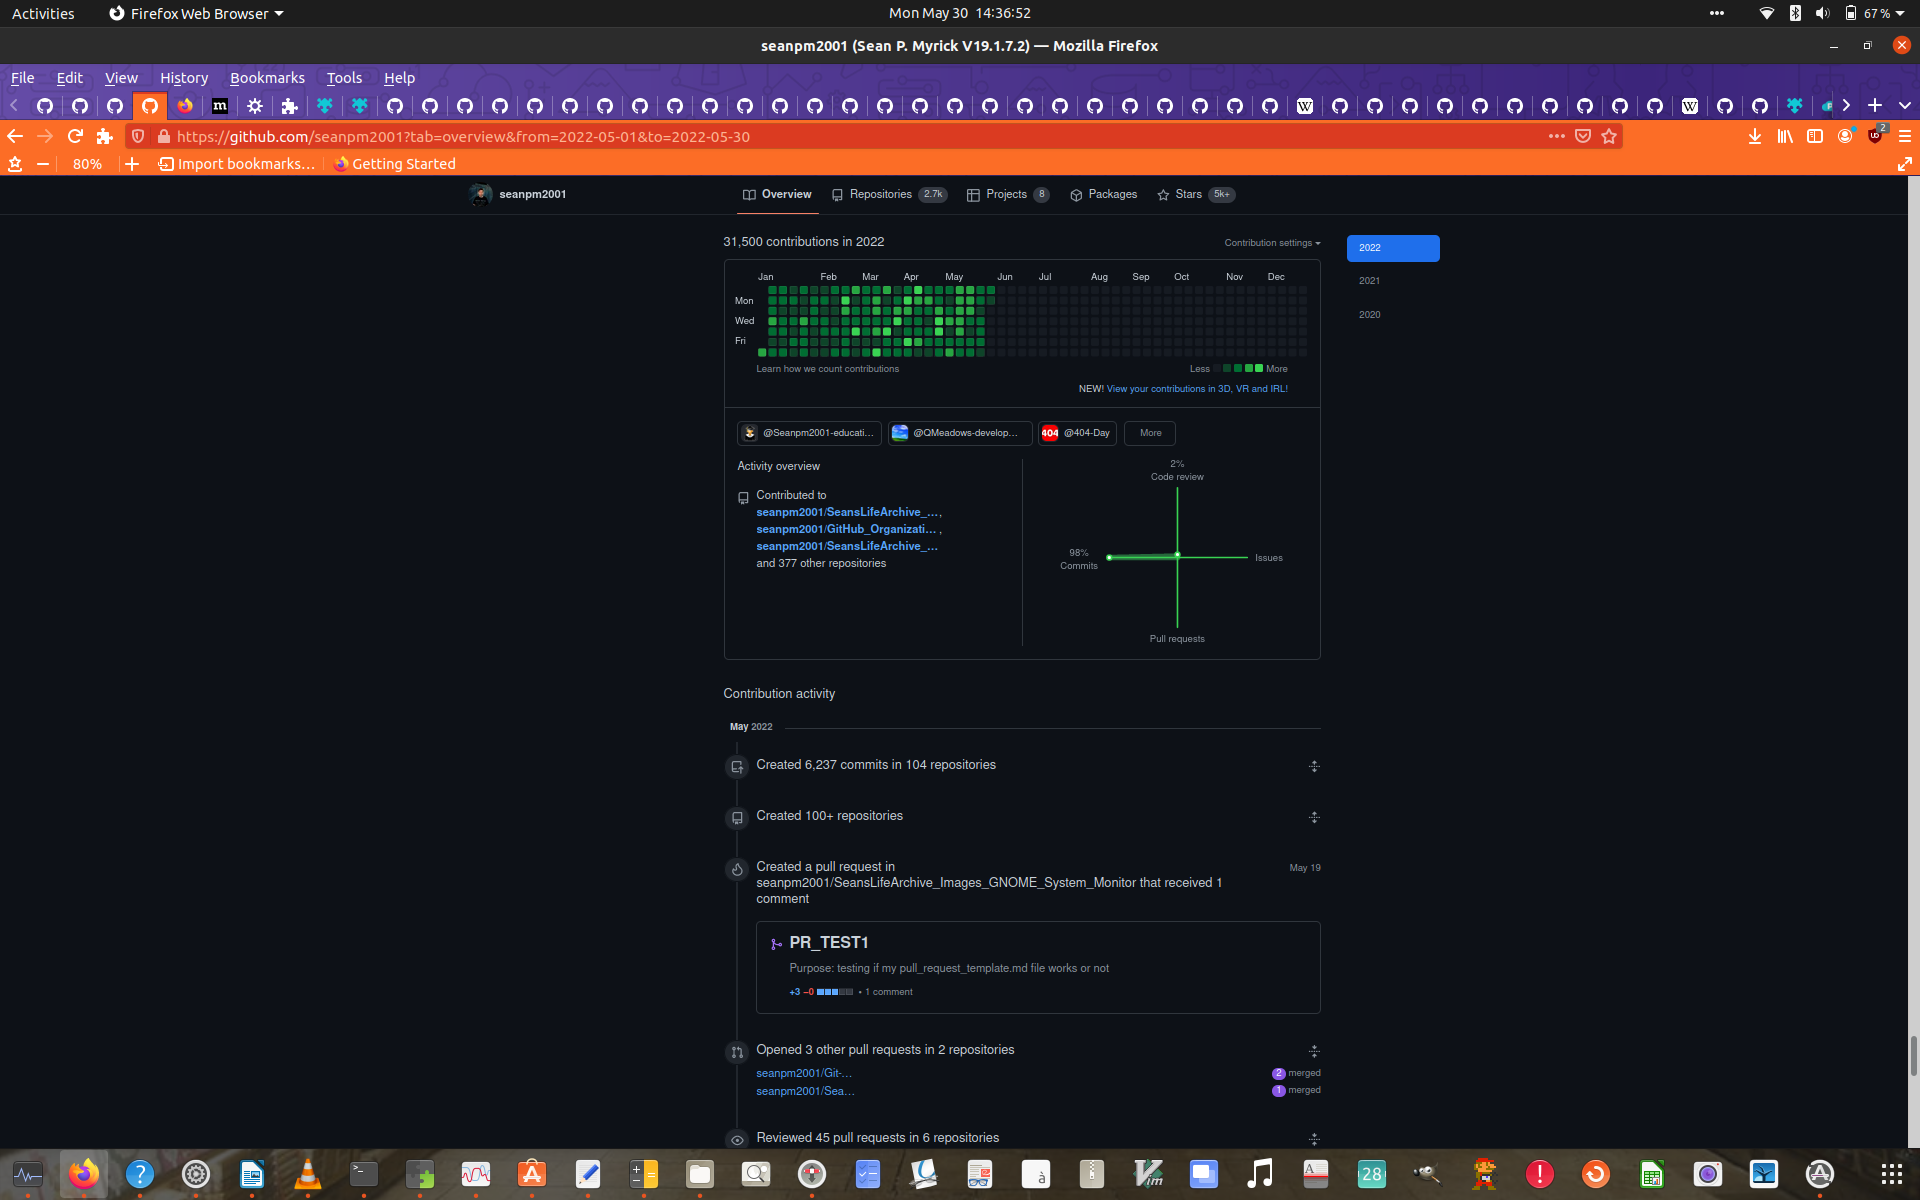 Activities
Firefox Web Browser
Mon May 30 14:36:52
67 %
seanpm2001 (Sean P. Myrick V19.1.7.2) — Mozilla Firefox
File Edit View History Bookmarks Tools Help
https://github.com/seanpm2001?tab=overview&from=2022-05-01&to=2022-05-30
2
80%
Import bookmarks...
Getting Started
seanpm2001
Overview
Repositories 2.7k
Projects 8
Packages
Stars 5k+
31,500 contributions in 2022
Contribution settings
2022
2021
2020
Jan Feb Mar Apr May Jun Jul Aug Sep Oct Nov Dec
Mon
Wed
Fri
Learn how we count contributions
Less More
NEW! View your contributions in 3D, VR and IRL!
@Seanpm2001-educati...
@QMeadows-develop...
404 @404-Day
More
Activity overview
Contributed to
seanpm2001/SeansLifeArchive_...,
seanpm2001/GitHub_Organizati... ,
seanpm2001/SeansLifeArchive_...
and 377 other repositories
2%
Code review
98%
Commits
Issues
Pull requests
Contribution activity
May 2022
Created 6,237 commits in 104 repositories
Created 100+ repositories
Created a pull request in
seanpm2001/SeansLifeArchive_Images_GNOME_System_Monitor that received 1
comment
May 19
PR_TEST1
Purpose: testing if my pull_request_template.md file works or not
+3 −0 • 1 comment
Opened 3 other pull requests in 2 repositories
seanpm2001/Git-...
2 merged
seanpm2001/Sea...
1 merged
Reviewed 45 pull requests in 6 repositories
28